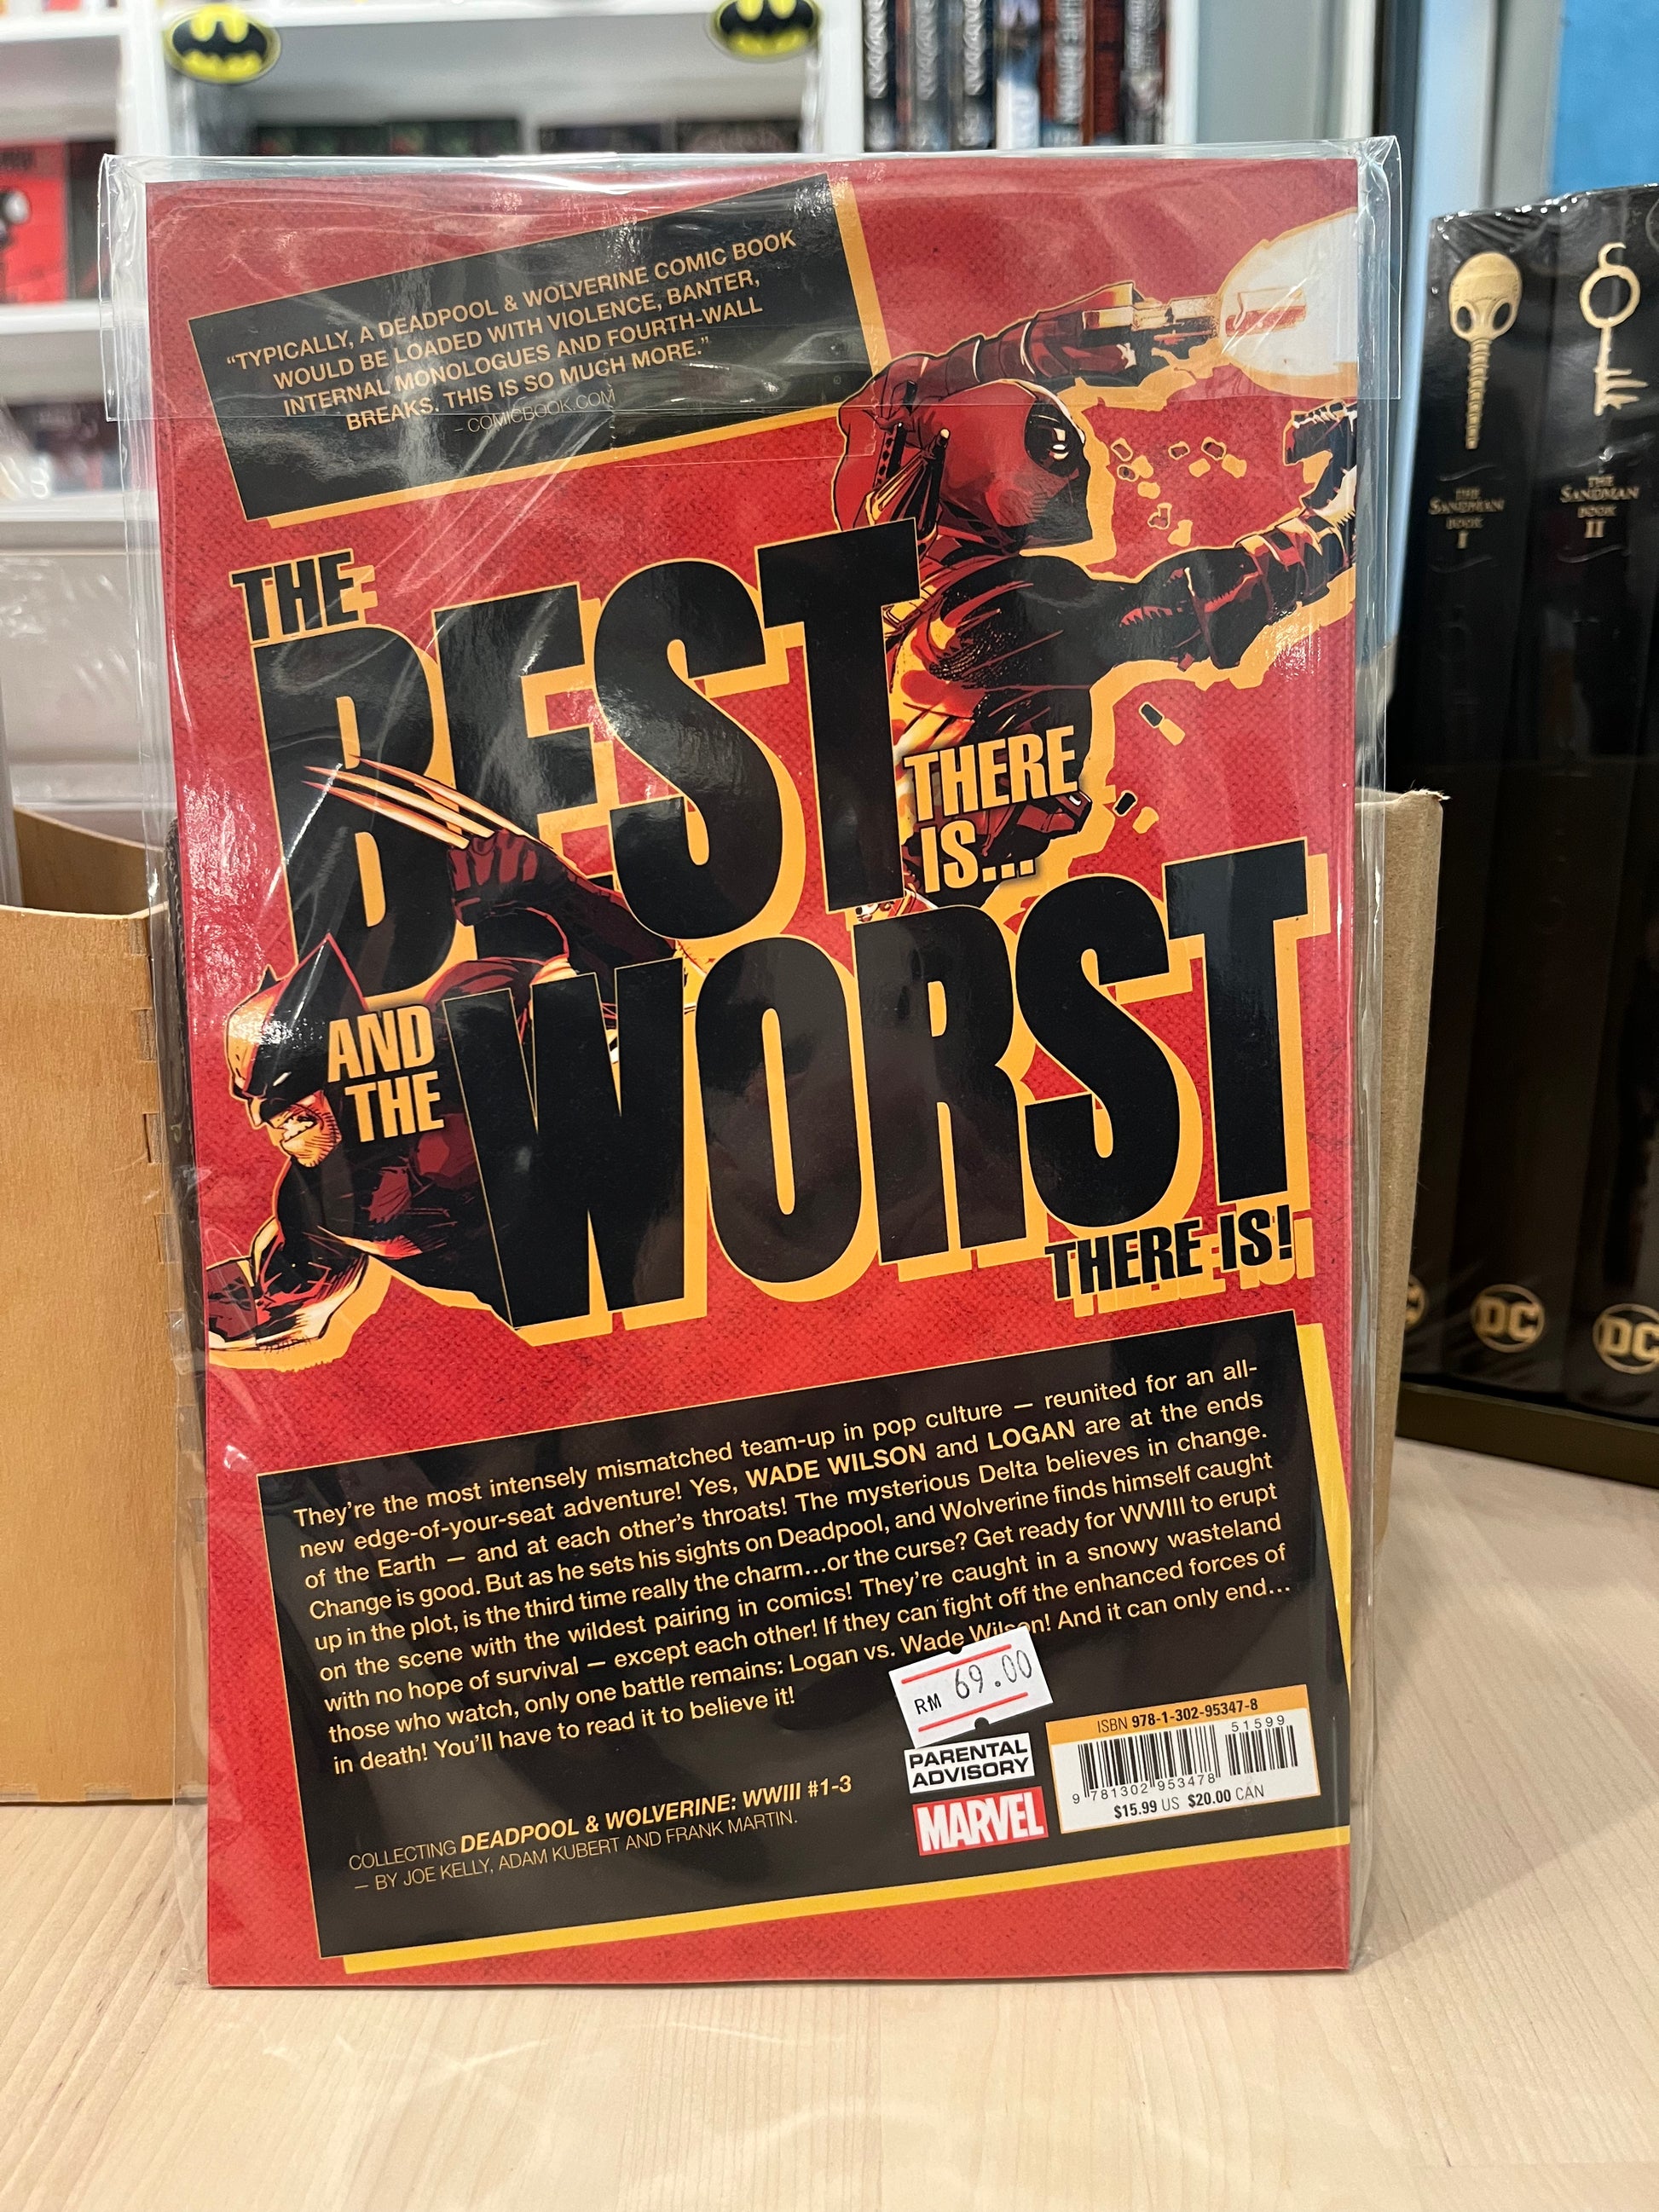 “TYPICALLY, A DEADPOOL & WOLVERINE COMIC BOOK
WOULD BE LOADED WITH VIOLENCE, BANTER,
INTERNAL MONOLOGUES AND FOURTH-WALL
BREAKS. THIS IS SO MUCH MORE.”
– COMICBOOK.COM
THE
BEST
THERE
IS...
AND
THE
WORST
THERE IS!
They’re the most intensely mismatched team-up in pop culture — reunited for an all-
new edge-of-your-seat adventure! Yes, WADE WILSON and LOGAN are at the ends
of the Earth — and at each other’s throats! The mysterious Delta believes in change.
Change is good. But as he sets his sights on Deadpool, and Wolverine finds himself caught
up in the plot, is the third time really the charm...or the curse? Get ready for WWIII to erupt
on the scene with the wildest pairing in comics! They’re caught in a snowy wasteland
with no hope of survival — except each other! If they can fight off the enhanced forces of
those who watch, only one battle remains: Logan vs. Wade Wilson! And it can only end...
in death! You’ll have to read it to believe it!
RM 69.00
COLLECTING DEADPOOL & WOLVERINE: WWIII #1-3
— BY JOE KELLY, ADAM KUBERT AND FRANK MARTIN.
PARENTAL
ADVISORY
MARVEL
ISBN 978-1-302-95347-8
51599
9 781302 953478
$15.99 US $20.00 CAN
THE
SANDMAN
BOOK
I
THE
SANDMAN
BOOK
II
DC
DC